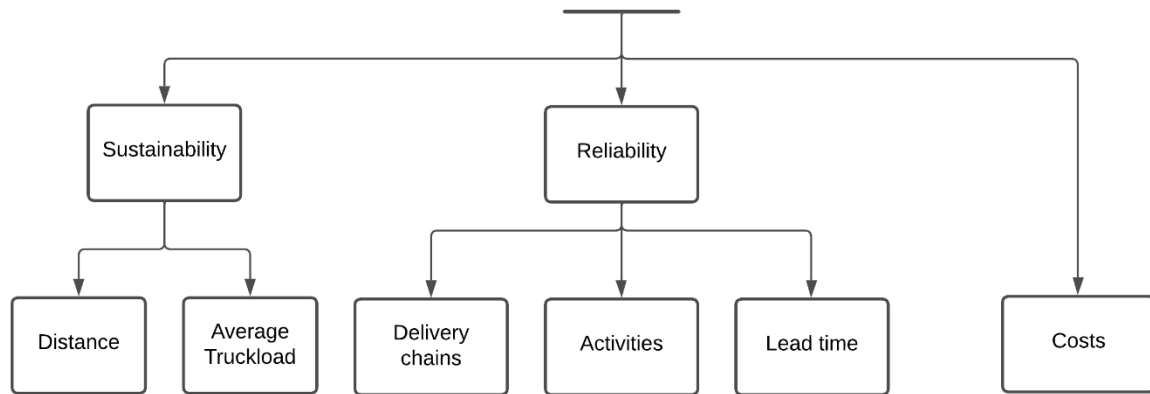 Sustainability
Reliability
Distance
Average
Truckload
Delivery
chains
Activities
Lead time
Costs